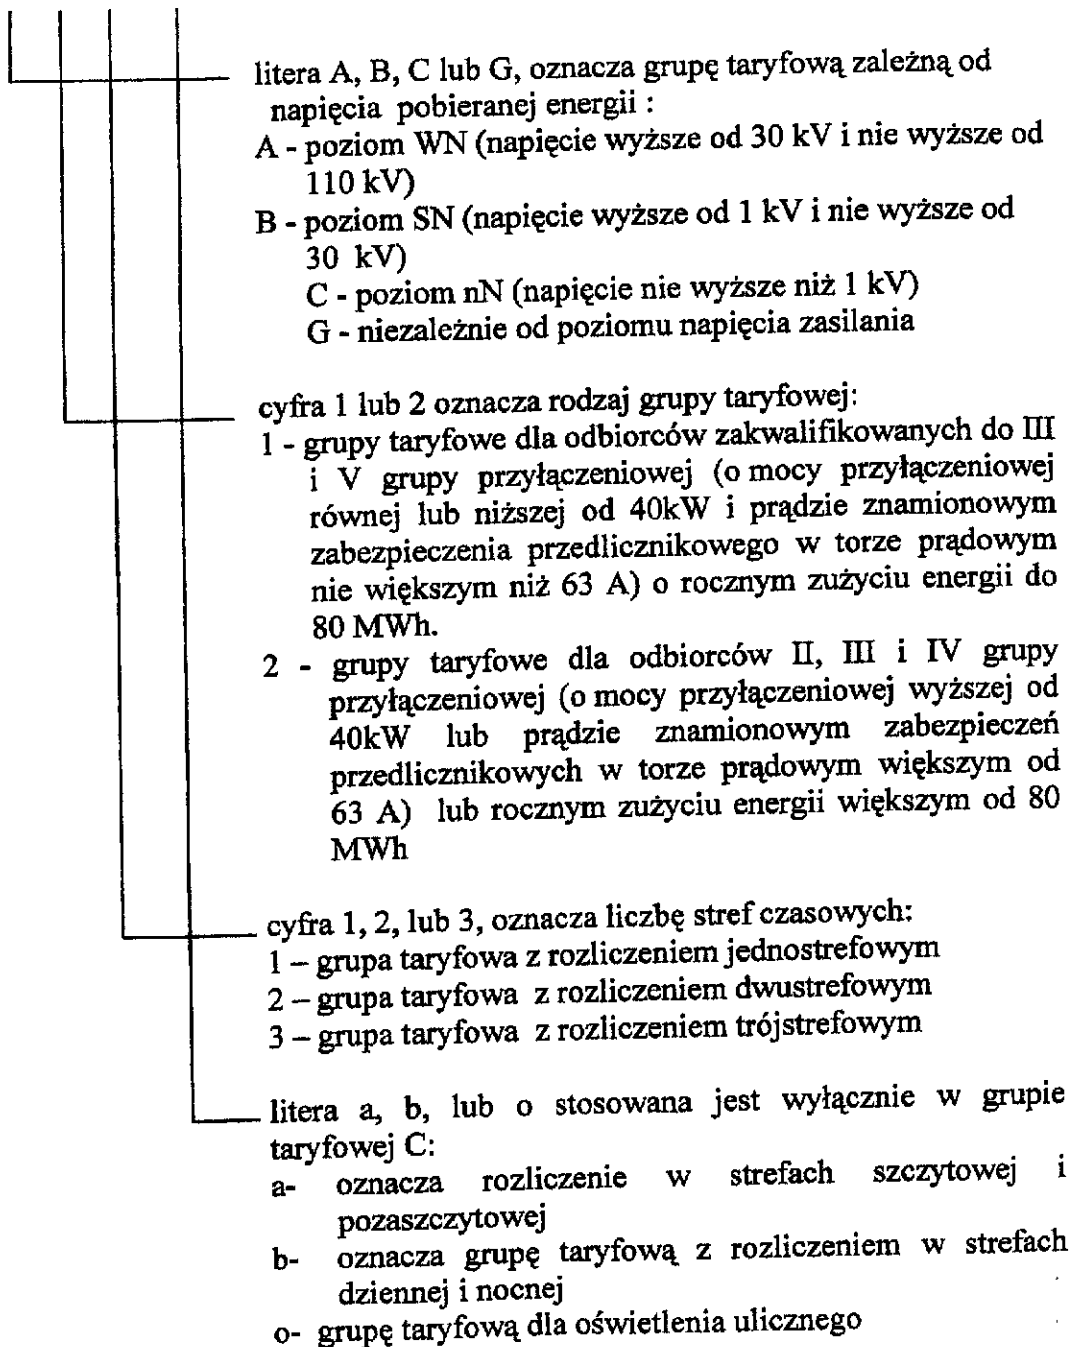 litera A, B, C lub G, oznacza grupę taryfową zależną od
napięcia pobieranej energii :
A - poziom WN (napięcie wyższe od 30 kV i nie wyższe od
110 kV)
B - poziom SN (napięcie wyższe od 1 kV i nie wyższe od
30 kV)
C - poziom nN (napięcie nie wyższe niż 1 kV)
G - niezależnie od poziomu napięcia zasilania
cyfra 1 lub 2 oznacza rodzaj grupy taryfowej:
1 - grupy taryfowe dla odbiorców zakwalifikowanych do III
i V grupy przyłączeniowej (o mocy przyłączeniowej
równej lub niższej od 40kW i prądzie znamionowym
zabezpieczenia przedlicznikowego w torze prądowym
nie większym niż 63 A) o rocznym zużyciu energii do
80 MWh.
2 - grupy taryfowe dla odbiorców II, III i IV grupy
przyłączeniowej (o mocy przyłączeniowej wyższej od
40kW lub prądzie znamionowym zabezpieczeń
przedlicznikowych w torze prądowym większym od
63 A) lub rocznym zużyciu energii większym od 80
MWh
cyfra 1, 2, lub 3, oznacza liczbę stref czasowych:
1 – grupa taryfowa z rozliczeniem jednostrefowym
2 – grupa taryfowa z rozliczeniem dwustrefowym
3 – grupa taryfowa z rozliczeniem trójstrefowym
litera a, b, lub o stosowana jest wyłącznie w grupie
taryfowej C:
a- oznacza rozliczenie w strefach szczytowej i
pozaszczytowej
b- oznacza grupę taryfową z rozliczeniem w strefach
dziennej i nocnej
o- grupę taryfową dla oświetlenia ulicznego